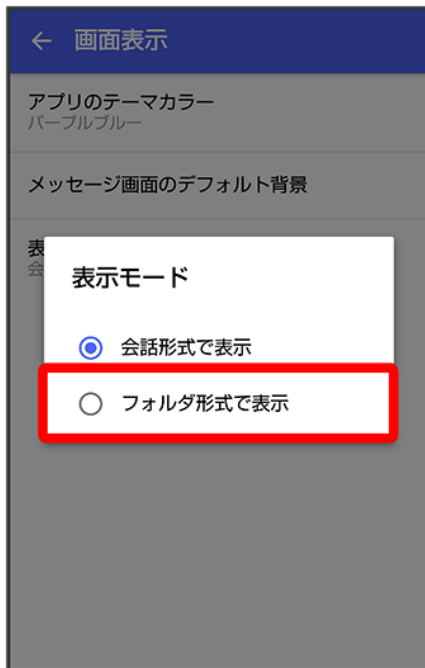 ← 画面表示
アプリのテーマカラー
パープルブルー
メッセージ画面のデフォルト背景
表
会
表示モード
会話形式で表示
フォルダ形式で表示